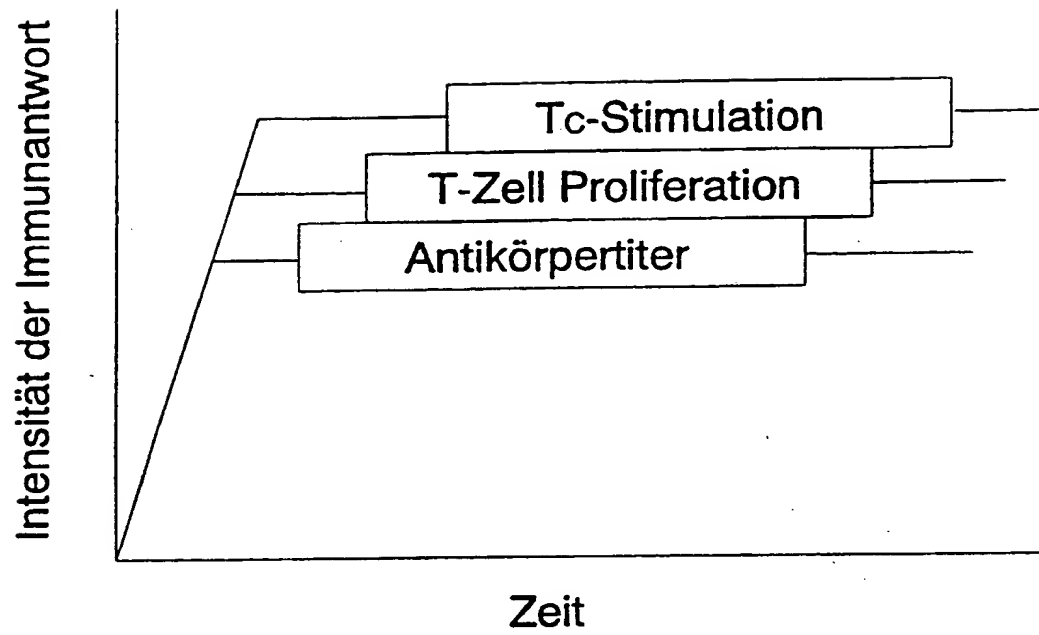 Intensität der Immunantwort
Tc-Stimulation
T-Zell Proliferation
Antikörpertiter
Zeit